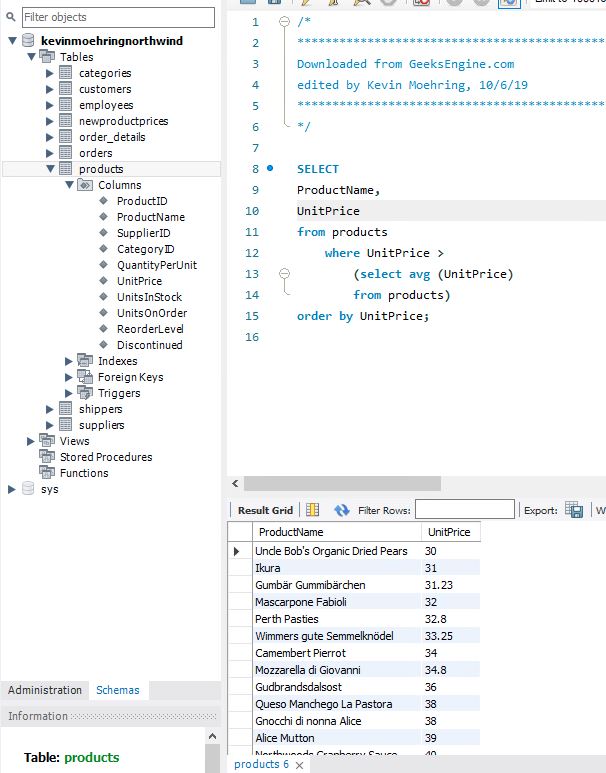 Filter objects
kevinmoehringnorthwind
Tables
categories
customers
employees
newproductprices
order_details
orders
products
Columns
ProductID
ProductName
SupplierID
CategoryID
QuantityPerUnit
UnitPrice
UnitsInStock
UnitsOnOrder
ReorderLevel
Discontinued
Indexes
Foreign Keys
Triggers
shippers
suppliers
Views
Stored Procedures
Functions
sys
Administration Schemas
Information
Table: products
1 /*
2 ********************************************
3 Downloaded from GeeksEngine.com
4 edited by Kevin Moehring, 10/6/19
5 ********************************************
6 */
7
8 SELECT
9 ProductName,
10 UnitPrice
11 from products
12 where UnitPrice >
13 (select avg (UnitPrice)
14 from products)
15 order by UnitPrice;
16
Result Grid Filter Rows: Export: W
ProductName UnitPrice
Uncle Bob's Organic Dried Pears 30
Ikura 31
Gumbär Gummibärchen 31.23
Mascarpone Fabioli 32
Perth Pasties 32.8
Wimmers gute Semmelknödel 33.25
Camembert Pierrot 34
Mozzarella di Giovanni 34.8
Gudbrandsdalsost 36
Queso Manchego La Pastora 38
Gnocchi di nonna Alice 38
Alice Mutton 39
Northwoods Cranberry Sauce 40
products 6